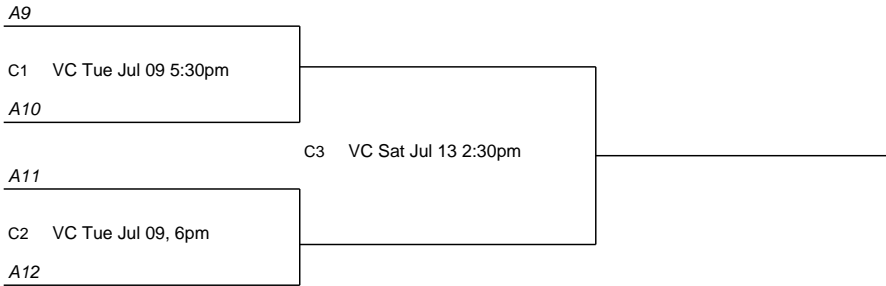 A9
C1 VC Tue Jul 09 5:30pm
A10
C3 VC Sat Jul 13 2:30pm
A11
C2 VC Tue Jul 09, 6pm
A12